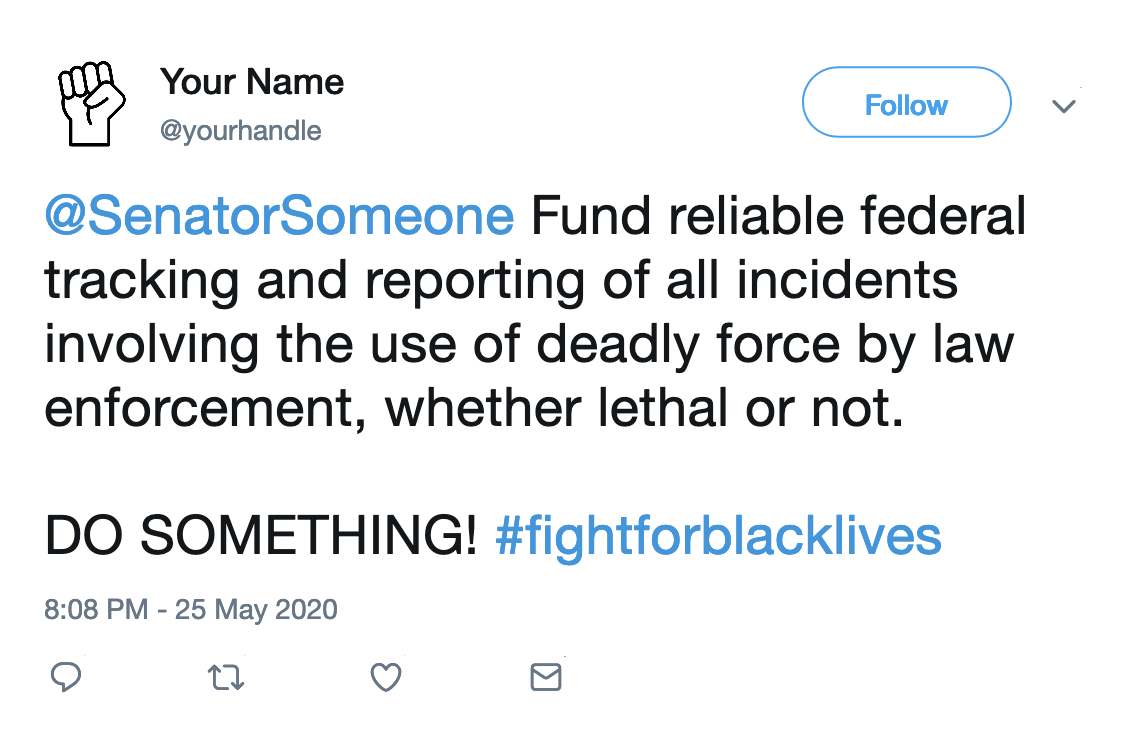 Your Name
@yourhandle
Follow
@SenatorSomeone Fund reliable federal
tracking and reporting of all incidents
involving the use of deadly force by law
enforcement, whether lethal or not.
DO SOMETHING! #fightforblacklives
8:08 PM - 25 May 2020